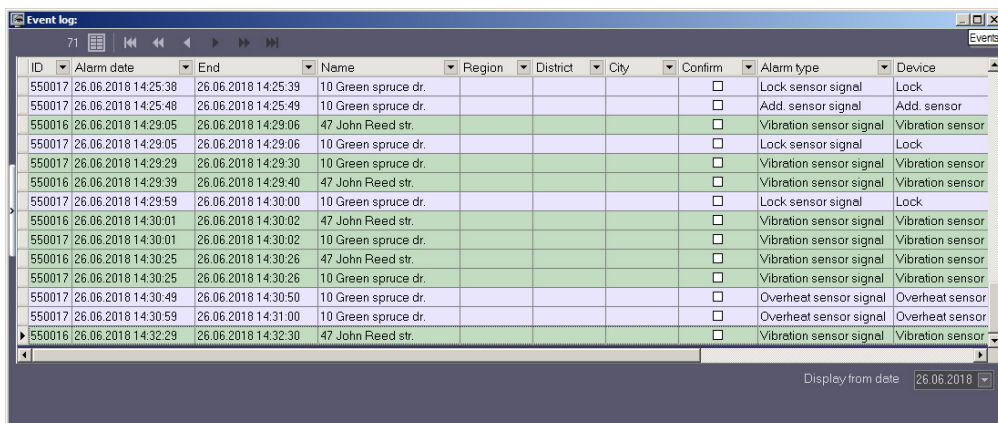 Event log:
71
Events
ID Alarm date End Name Region District City Confirm Alarm type Device
550017 26.06.2018 14:25:38 26.06.2018 14:25:39 10 Green spruce dr. Lock sensor signal Lock
550017 26.06.2018 14:25:48 26.06.2018 14:25:49 10 Green spruce dr. Add. sensor signal Add. sensor
550016 26.06.2018 14:29:05 26.06.2018 14:29:06 47 John Reed str. Vibration sensor signal Vibration sensor
550017 26.06.2018 14:29:05 26.06.2018 14:29:06 10 Green spruce dr. Lock sensor signal Lock
550017 26.06.2018 14:29:29 26.06.2018 14:29:30 10 Green spruce dr. Vibration sensor signal Vibration sensor
550016 26.06.2018 14:29:39 26.06.2018 14:29:40 47 John Reed str. Vibration sensor signal Vibration sensor
550017 26.06.2018 14:29:59 26.06.2018 14:30:00 10 Green spruce dr. Lock sensor signal Lock
550016 26.06.2018 14:30:01 26.06.2018 14:30:02 47 John Reed str. Vibration sensor signal Vibration sensor
550017 26.06.2018 14:30:01 26.06.2018 14:30:02 10 Green spruce dr. Vibration sensor signal Vibration sensor
550016 26.06.2018 14:30:25 26.06.2018 14:30:26 47 John Reed str. Vibration sensor signal Vibration sensor
550017 26.06.2018 14:30:25 26.06.2018 14:30:26 10 Green spruce dr. Vibration sensor signal Vibration sensor
550017 26.06.2018 14:30:49 26.06.2018 14:30:50 10 Green spruce dr. Overheat sensor signal Overheat sensor
550017 26.06.2018 14:30:59 26.06.2018 14:31:00 10 Green spruce dr. Overheat sensor signal Overheat sensor
550016 26.06.2018 14:32:29 26.06.2018 14:32:30 47 John Reed str. Vibration sensor signal Vibration sensor
Display from date 26.06.2018